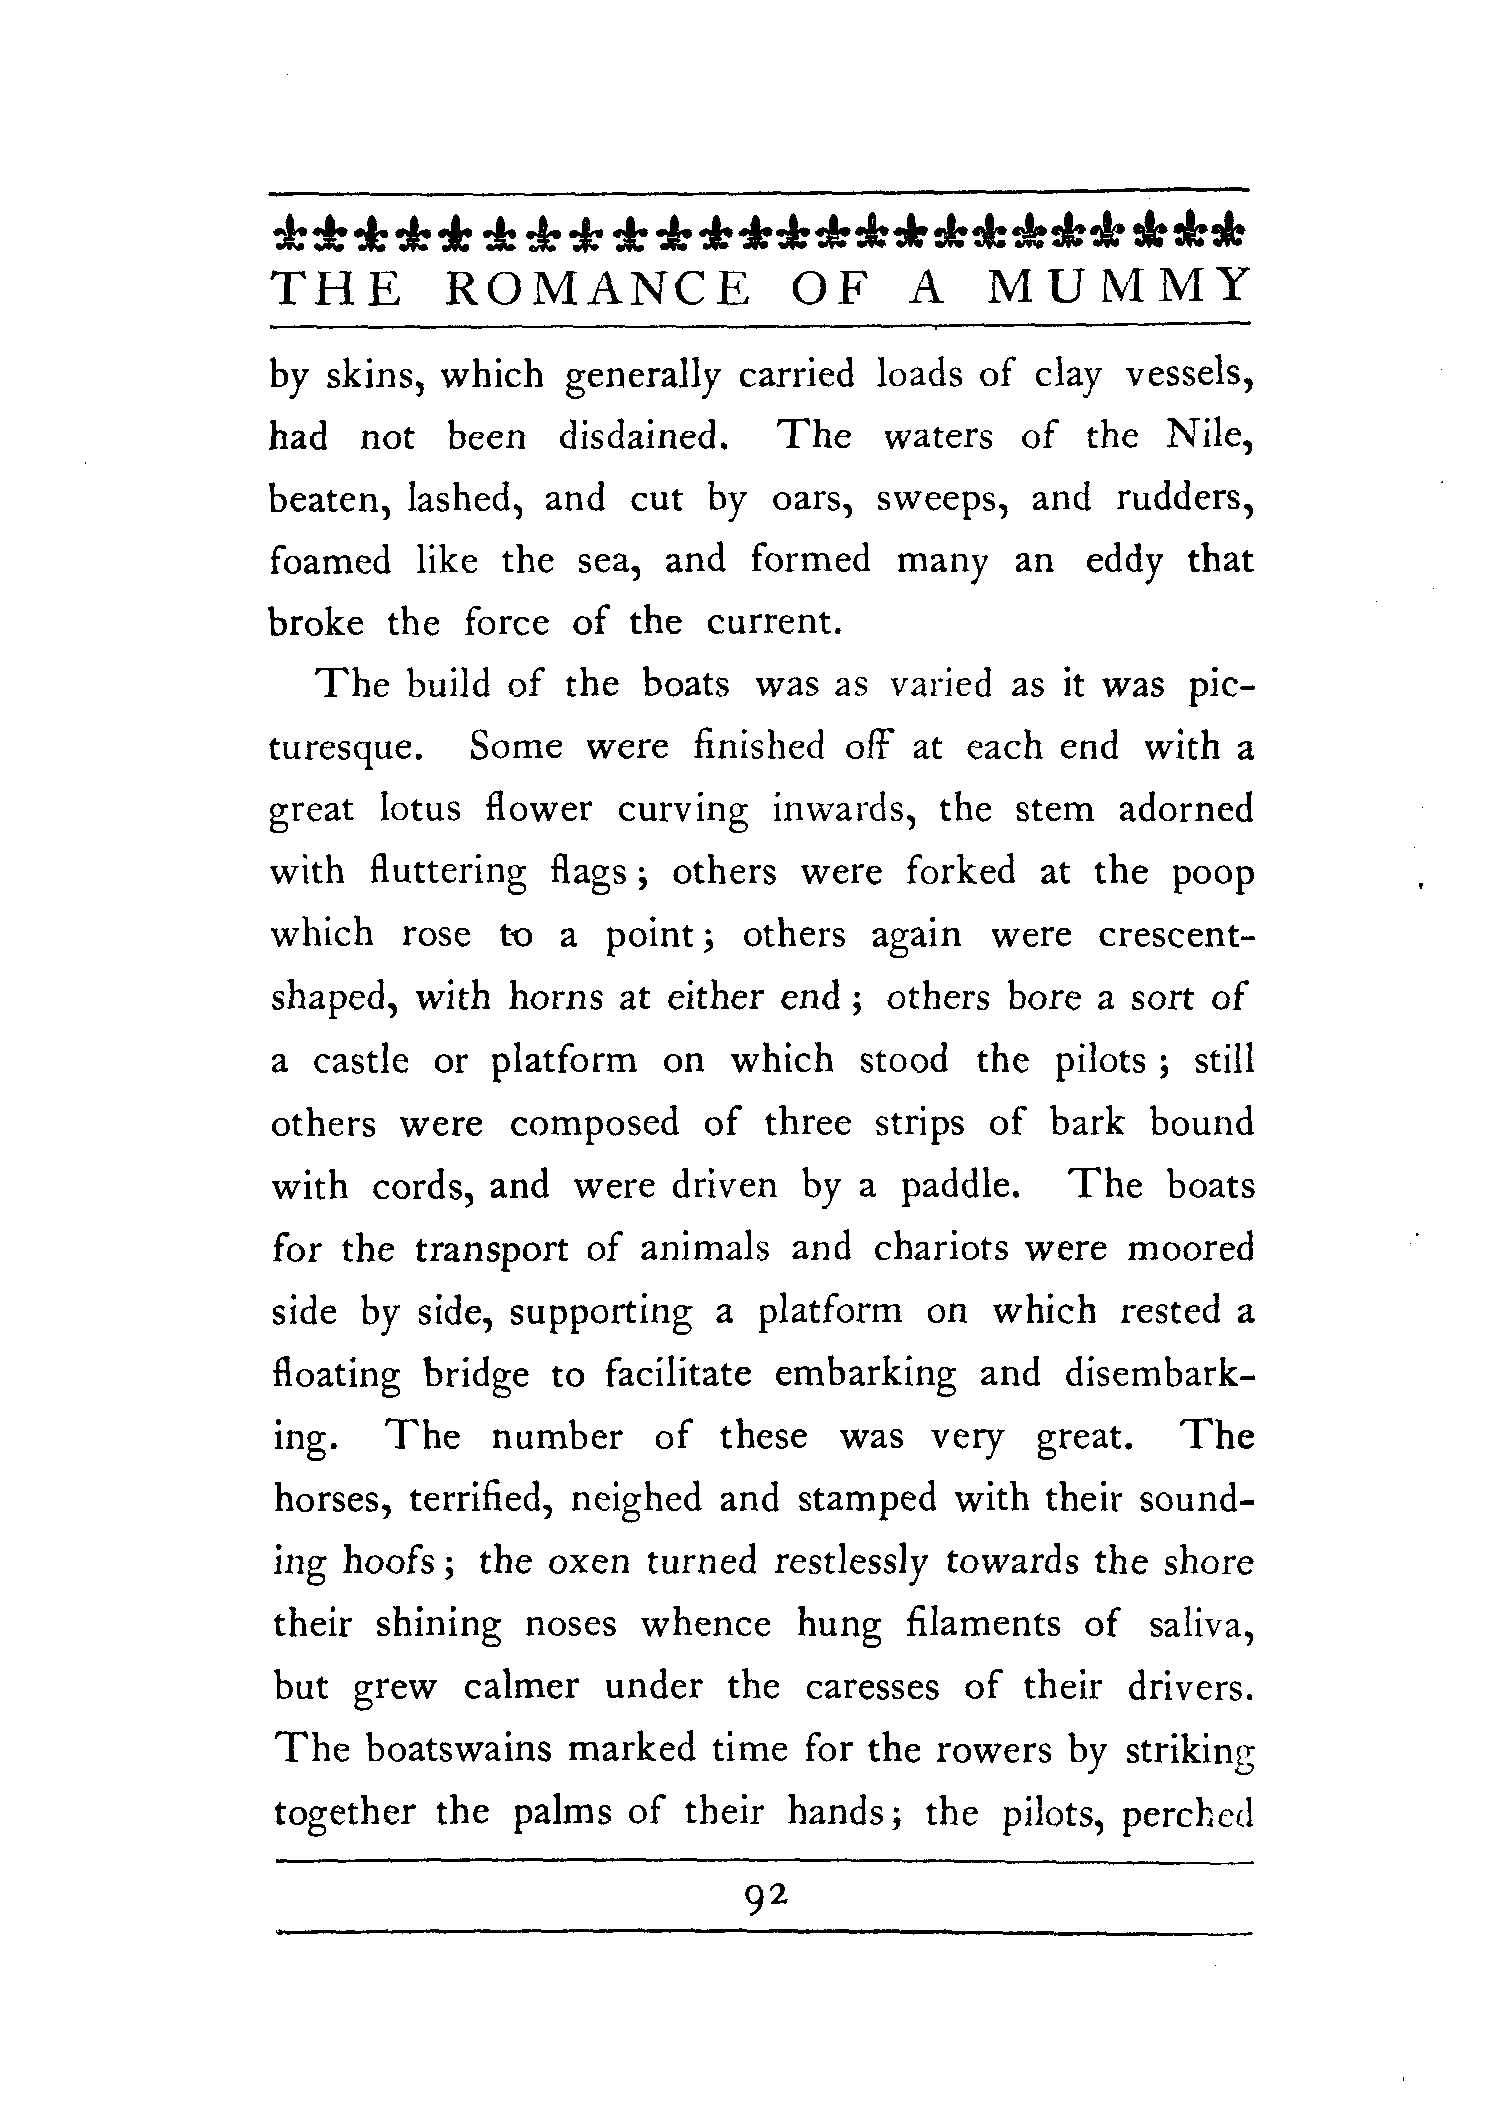 THE ROMANCE OF A MUMMY
by skins, which generally carried loads of clay vessels,
had not been disdained. The waters of the Nile,
beaten, lashed, and cut by oars, sweeps, and rudders,
foamed like the sea, and formed many an eddy that
broke the force of the current.
The build of the boats was as varied as it was pic-
turesque. Some were finished off at each end with a
great lotus flower curving inwards, the stem adorned
with fluttering flags ; others were forked at the poop
which rose to a point ; others again were crescent-
shaped, with horns at either end ; others bore a sort of
a castle or platform on which stood the pilots ; still
others were composed of three strips of bark bound
with cords, and were driven by a paddle. The boats
for the transport of animals and chariots were moored
side by side, supporting a platform on which rested a
floating bridge to facilitate embarking and disembark-
ing. The number of these was very great. The
horses, terrified, neighed and stamped with their sound-
ing hoofs ; the oxen turned restlessly towards the shore
their shining noses whence hung filaments of saliva,
but grew calmer under the caresses of their drivers.
The boatswains marked time for the rowers by striking
together the palms of their hands ; the pilots, perched
92